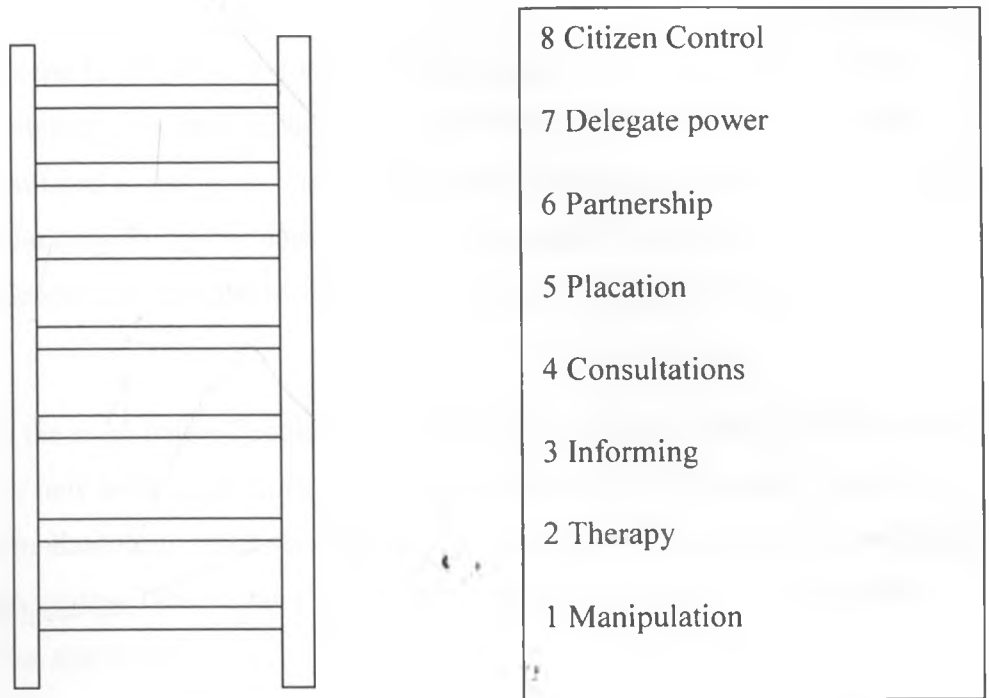 8 Citizen Control
7 Delegate power
6 Partnership
5 Placation
4 Consultations
3 Informing
2 Therapy
1 Manipulation